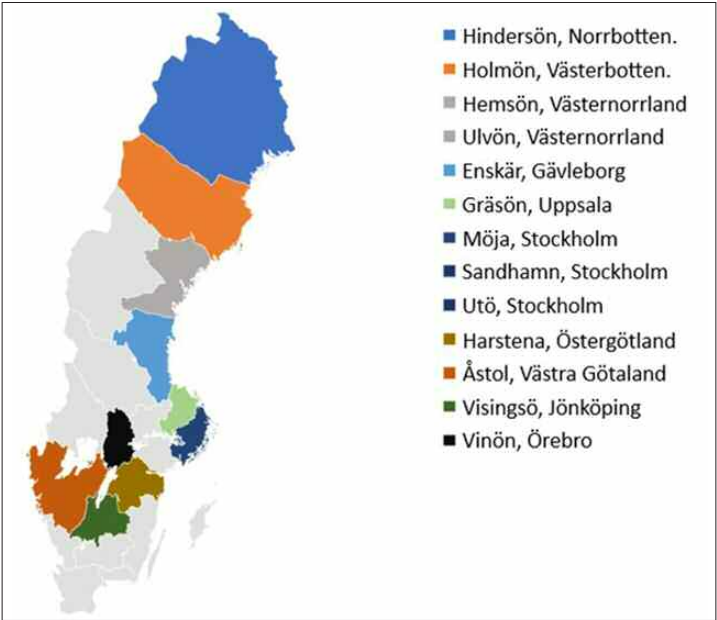 Hindersön, Norrbotten.
Holmön, Västerbotten.
Hemsön, Västernorrland
Ulvön, Västernorrland
Enskär, Gävleborg
Gräsön, Uppsala
Möja, Stockholm
Sandhamn, Stockholm
Utö, Stockholm
Harstena, Östergötland
Åstol, Västra Götaland
Visingsö, Jönköping
Vinön, Örebro